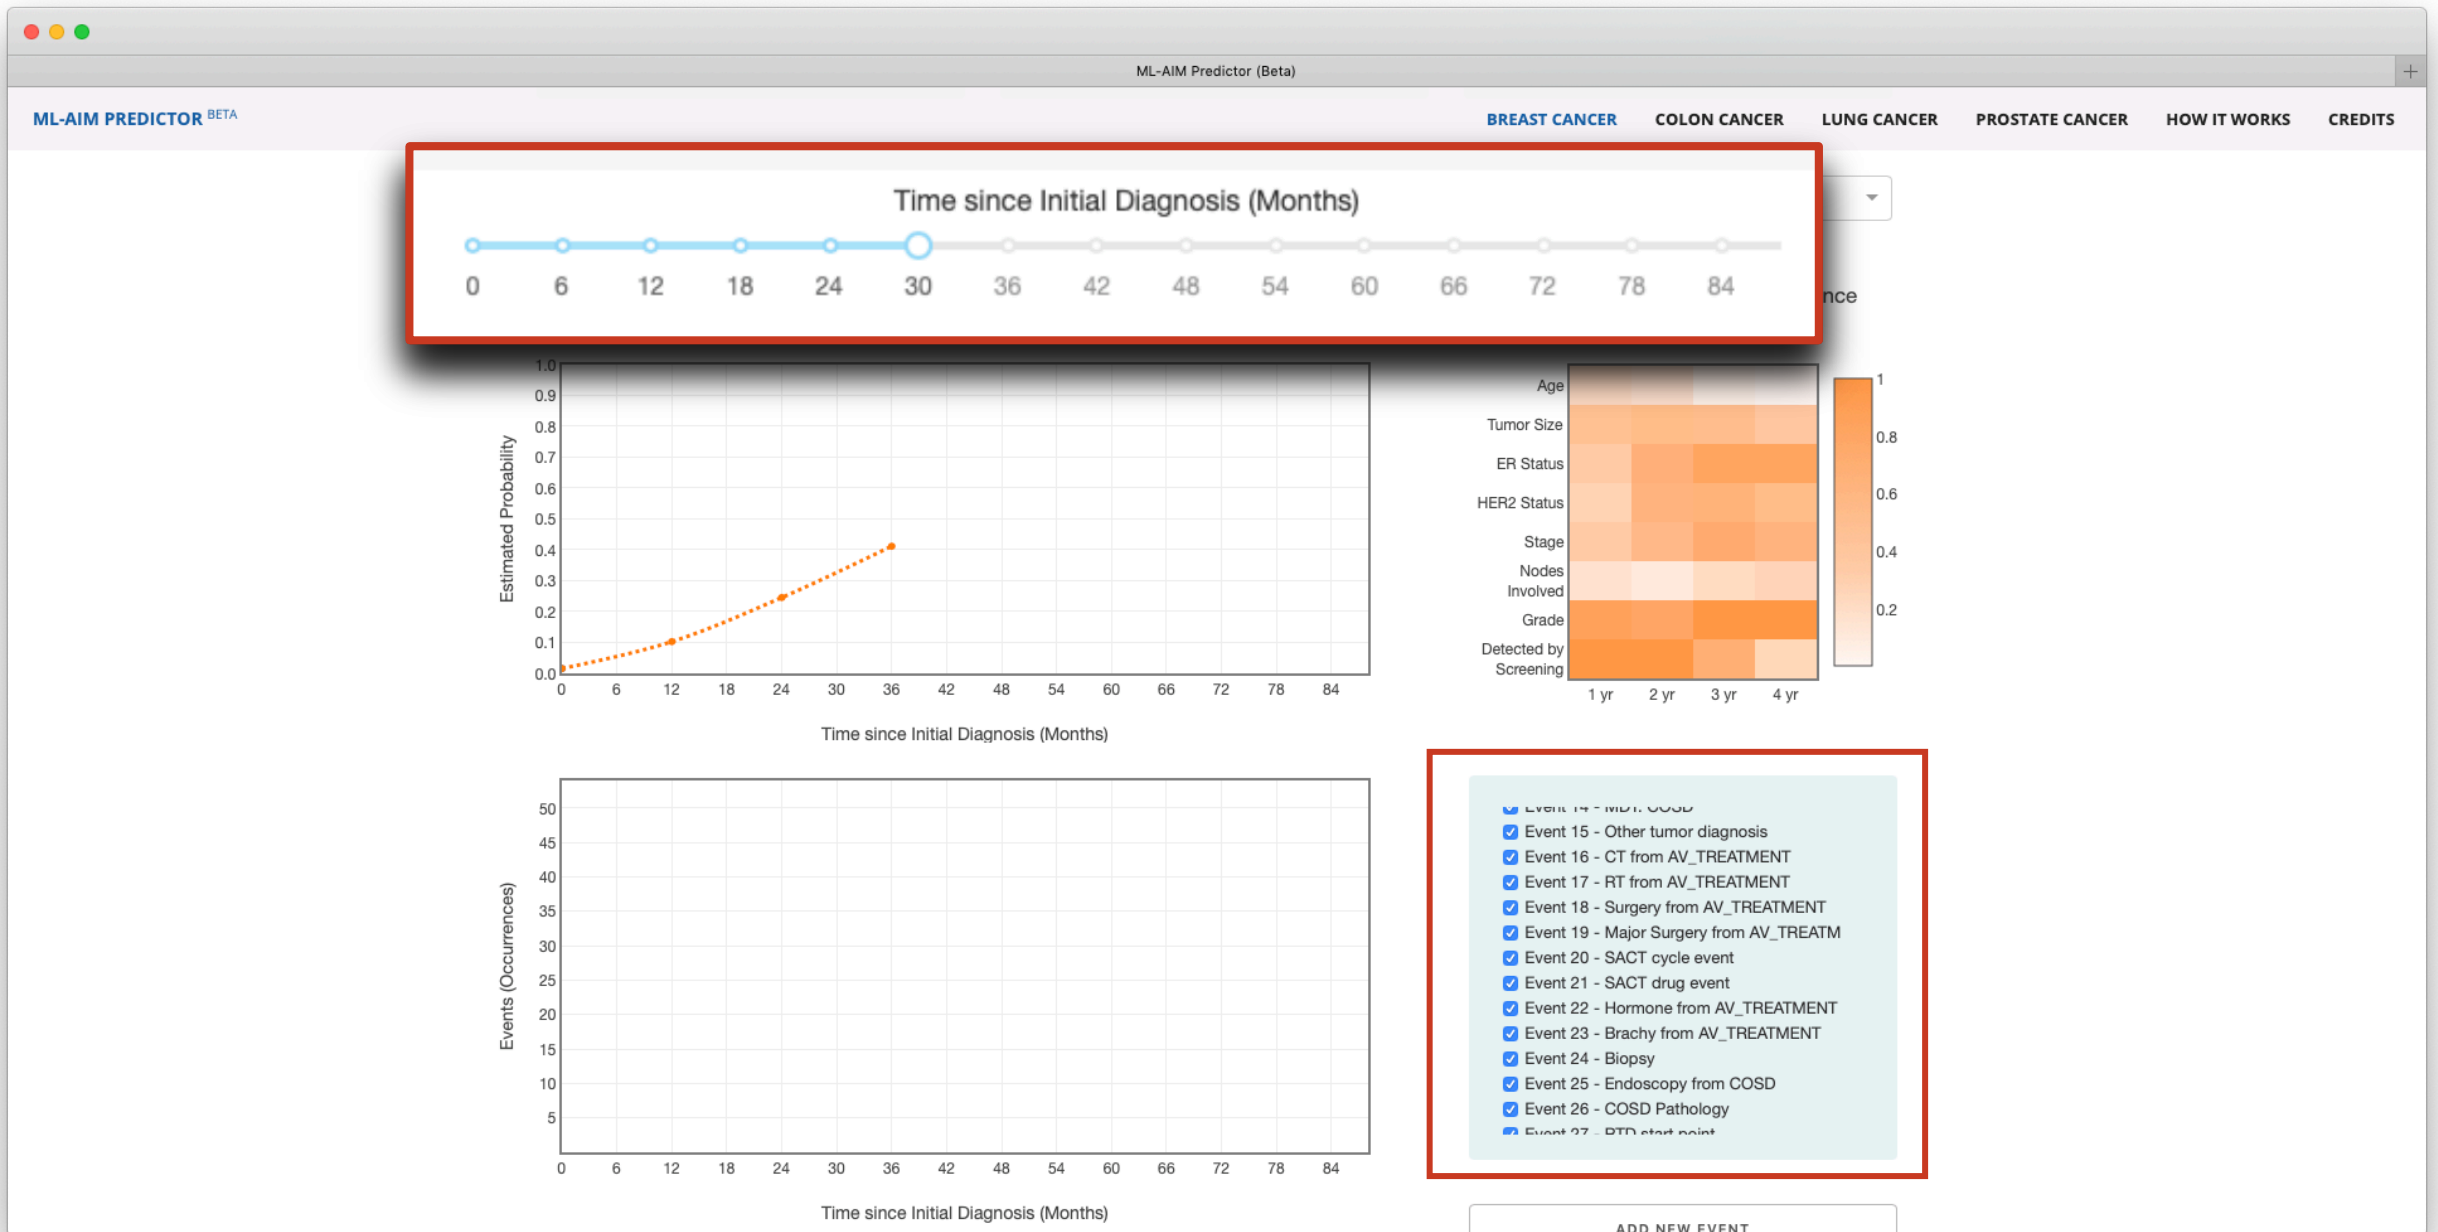 ML-AIM Predictor (Beta)
ML-AIM PREDICTOR BETA
BREAST CANCER COLON CANCER LUNG CANCER PROSTATE CANCER HOW IT WORKS CREDITS
Time since Initial Diagnosis (Months)
0 6 12 18 24 30 36 42 48 54 60 66 72 78 84
nce
Estimated Probability
1.0
0.9
0.8
0.7
0.6
0.5
0.4
0.3
0.2
0.1
0.0
0 6 12 18 24 30 36 42 48 54 60 66 72 78 84
Time since Initial Diagnosis (Months)
Age
Tumor Size
ER Status
HER2 Status
Stage
Nodes
Involved
Grade
Detected by
Screening
1 yr 2 yr 3 yr 4 yr
1
0.8
0.6
0.4
0.2
Events (Occurrences)
50
45
40
35
30
25
20
15
10
5
0 6 12 18 24 30 36 42 48 54 60 66 72 78 84
Time since Initial Diagnosis (Months)
Event 14 - MDT: COSD
Event 15 - Other tumor diagnosis
Event 16 - CT from AV_TREATMENT
Event 17 - RT from AV_TREATMENT
Event 18 - Surgery from AV_TREATMENT
Event 19 - Major Surgery from AV_TREATM
Event 20 - SACT cycle event
Event 21 - SACT drug event
Event 22 - Hormone from AV_TREATMENT
Event 23 - Brachy from AV_TREATMENT
Event 24 - Biopsy
Event 25 - Endoscopy from COSD
Event 26 - COSD Pathology
Event 27 - RTD start point
ADD NEW EVENT